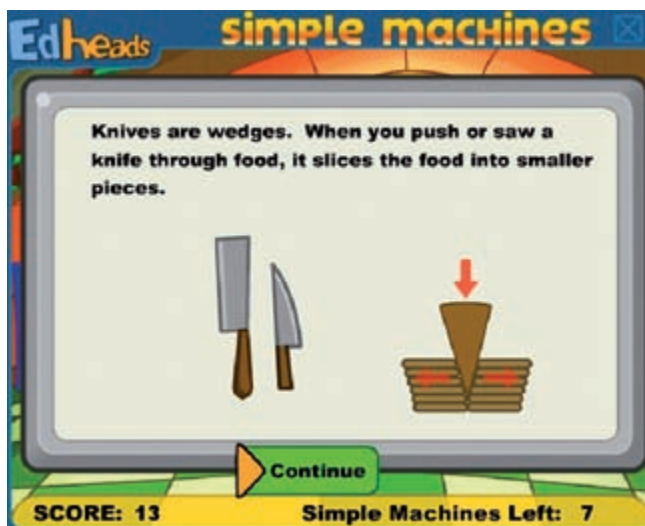 Edheads simple machines
Knives are wedges. When you push or saw a
knife through food, it slices the food into smaller
pieces.
Continue
SCORE: 13 Simple Machines Left: 7